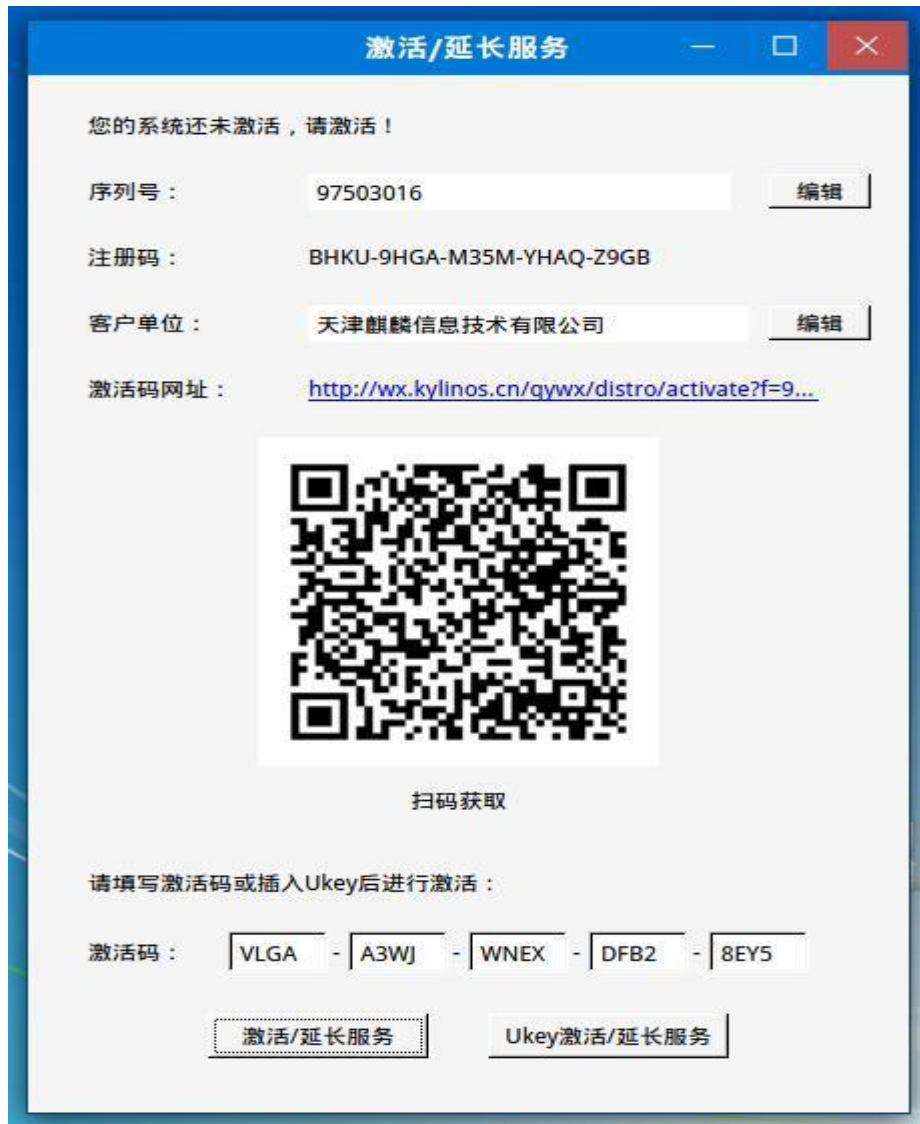 激活/延长服务
您的系统还未激活，请激活！
序列号： 97503016 编辑
注册码： BHKU-9HGA-M35M-YHAQ-Z9GB
客户单位： 天津麒麟信息技术有限公司 编辑
激活码网址： http://wx.kylinos.cn/qywx/distro/activate?f=9...
扫码获取
请填写激活码或插入Ukey后进行激活：
激活码： VLGA - A3WJ - WNEX - DFB2 - 8EY5
激活/延长服务 Ukey激活/延长服务